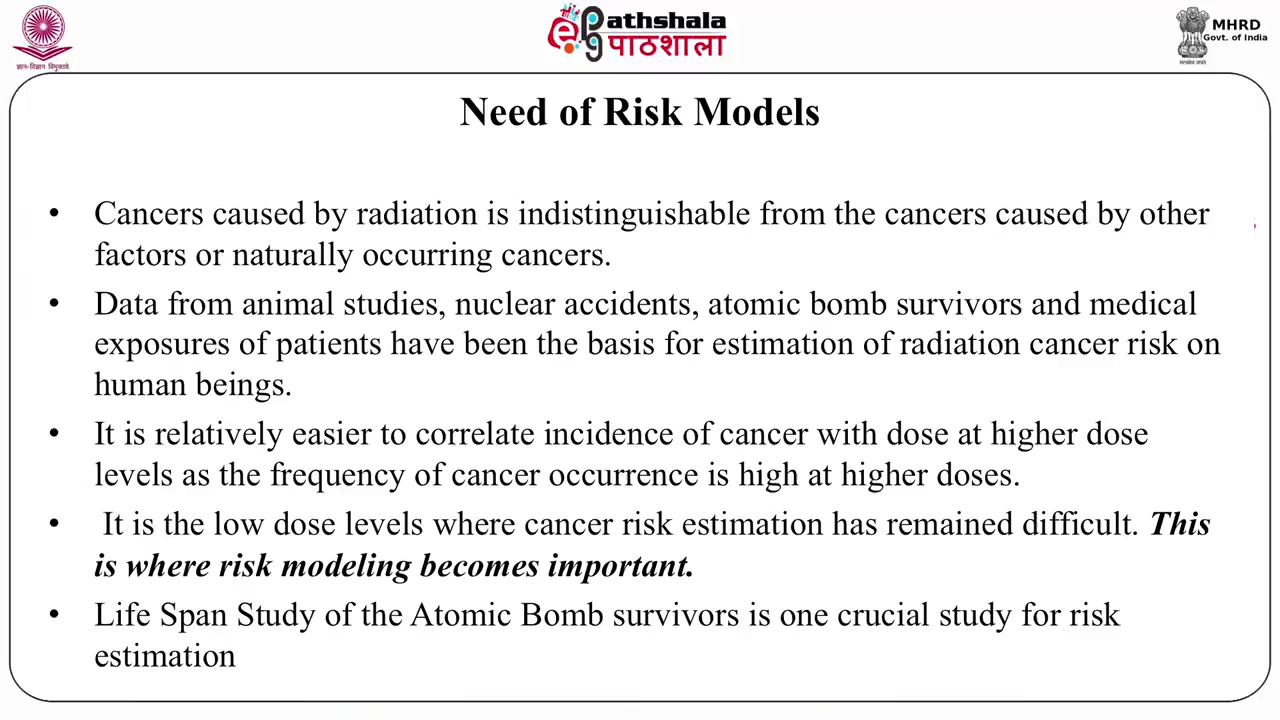 ज्ञान-विज्ञान विमुक्तये
ePathshala
पाठशाला
MHRD
Govt. of India
सत्यमेव जयते
Need of Risk Models
• Cancers caused by radiation is indistinguishable from the cancers caused by other
factors or naturally occurring cancers.
• Data from animal studies, nuclear accidents, atomic bomb survivors and medical
exposures of patients have been the basis for estimation of radiation cancer risk on
human beings.
• It is relatively easier to correlate incidence of cancer with dose at higher dose
levels as the frequency of cancer occurrence is high at higher doses.
• It is the low dose levels where cancer risk estimation has remained difficult. This
is where risk modeling becomes important.
• Life Span Study of the Atomic Bomb survivors is one crucial study for risk
estimation